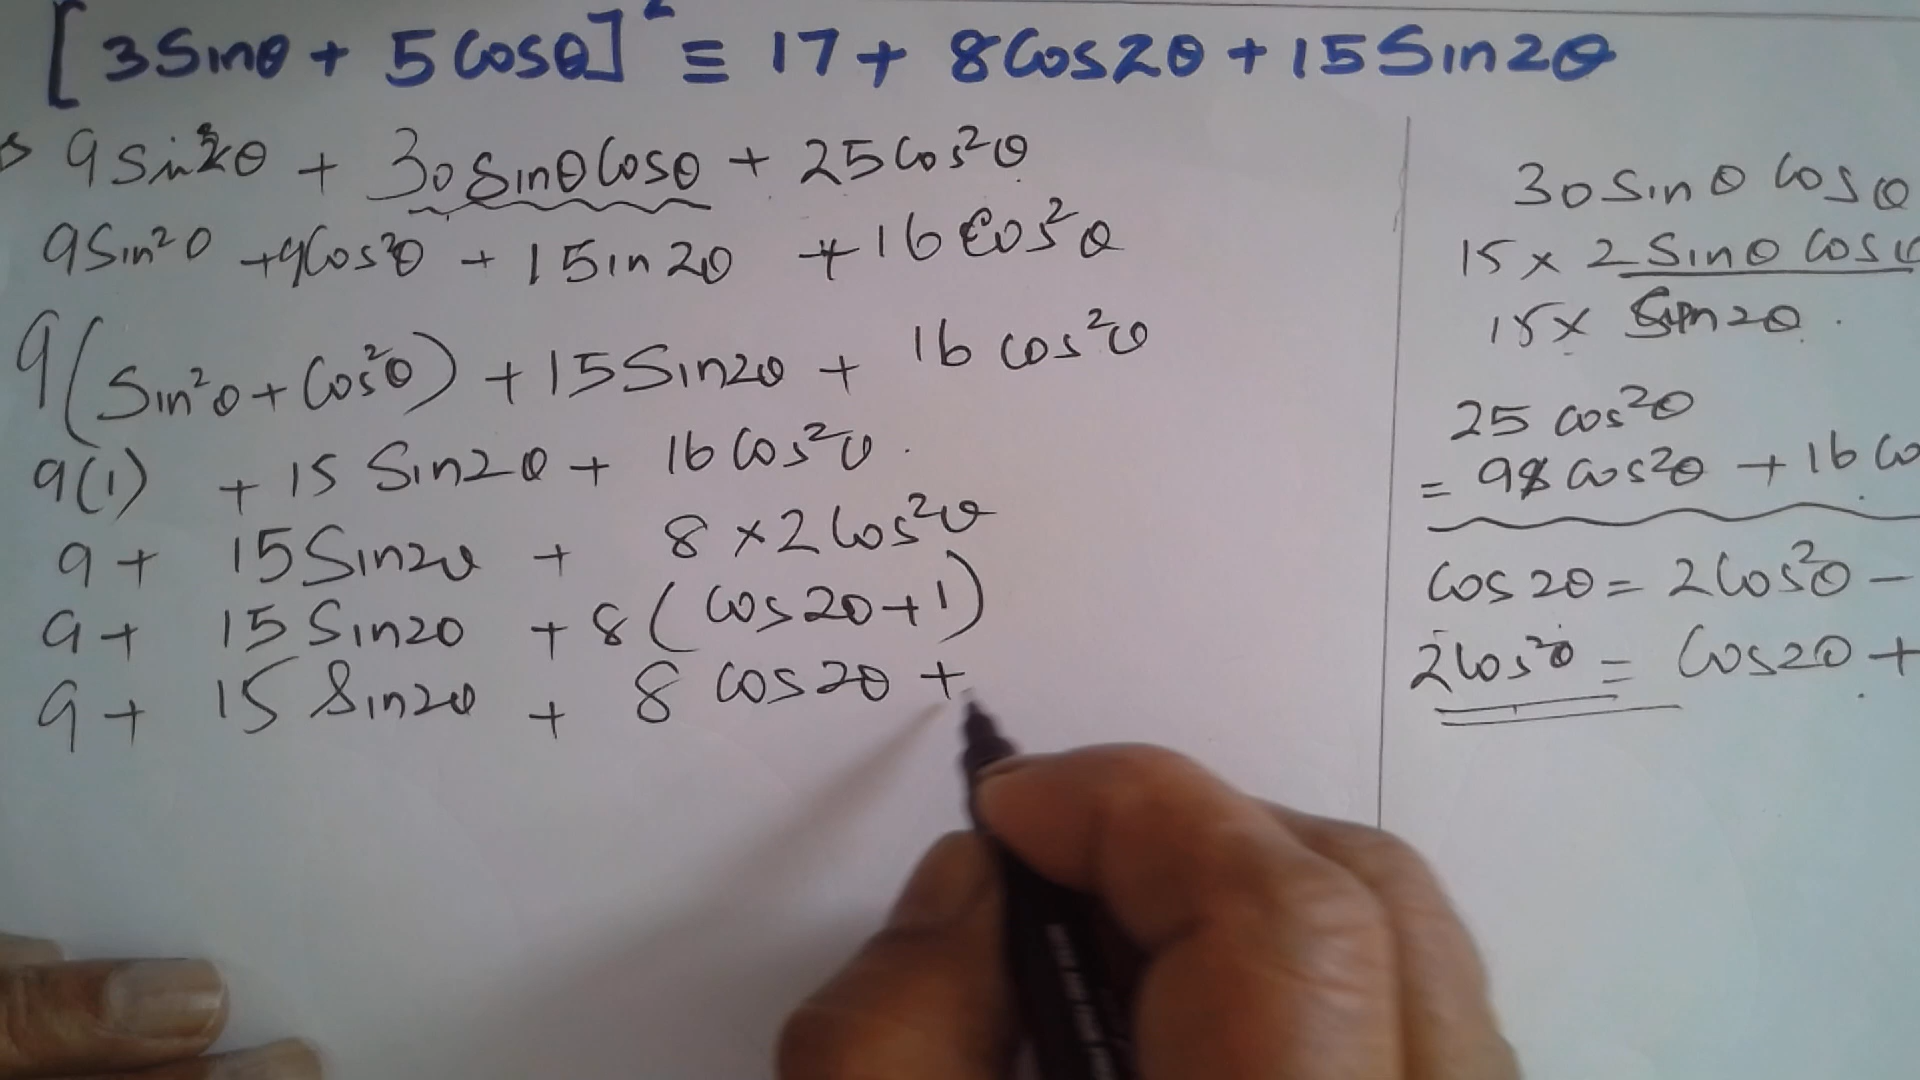 [3Sinθ + 5Cosθ]² ≡ 17 + 8Cos2θ + 15Sin2θ
9Sin²θ + 30SinθCosθ + 25Cos²θ
9Sin²θ + 9Cos²θ + 15in2θ + 16Cos²θ
9(Sin²θ + Cos²θ) + 15Sin2θ + 16Cos²θ
9(1) + 15Sin2θ + 16Cos²θ.
9 + 15Sin2θ + 8×2Cos²θ
9 + 15Sin2θ + 8(Cos2θ+1)
9 + 15Sin2θ + 8Cos2θ +
30SinθCosθ
15×2SinθCosθ
15× Sin2θ.
25Cos²θ
= 9Cos²θ + 16Co
Cos2θ = 2Cos²θ −
2Cos²θ = Cos2θ +